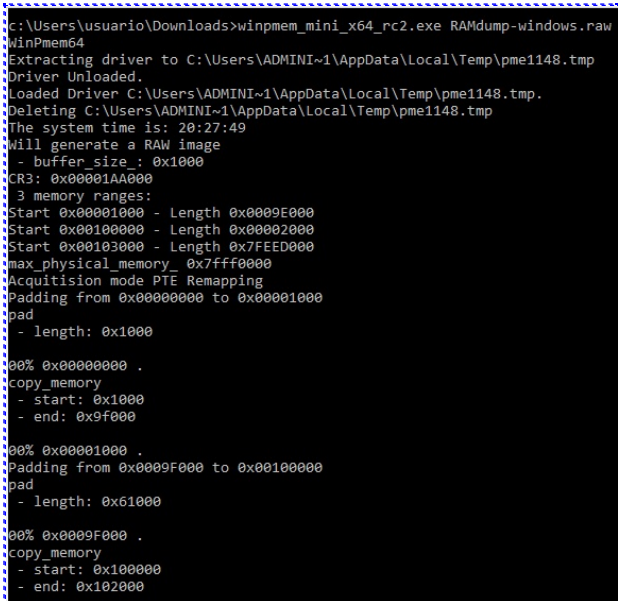 c:\Users\usuario\Downloads>winpmem_mini_x64_rc2.exe RAMdump-windows.raw
WinPmem64
Extracting driver to C:\Users\ADMINI~1\AppData\Local\Temp\pme1148.tmp
Driver Unloaded.
Loaded Driver C:\Users\ADMINI~1\AppData\Local\Temp\pme1148.tmp.
Deleting C:\Users\ADMINI~1\AppData\Local\Temp\pme1148.tmp
The system time is: 20:27:49
Will generate a RAW image
- buffer_size_: 0x1000
CR3: 0x00001AA000
3 memory ranges:
Start 0x00001000 - Length 0x0009E000
Start 0x00100000 - Length 0x00002000
Start 0x00103000 - Length 0x7FEED000
max_physical_memory_ 0x7fff0000
Acquitision mode PTE Remapping
Padding from 0x00000000 to 0x00001000
pad
- length: 0x1000
00% 0x00000000 .
copy_memory
- start: 0x1000
- end: 0x9f000
00% 0x00001000 .
Padding from 0x0009F000 to 0x00100000
pad
- length: 0x61000
00% 0x0009F000 .
copy_memory
- start: 0x100000
- end: 0x102000